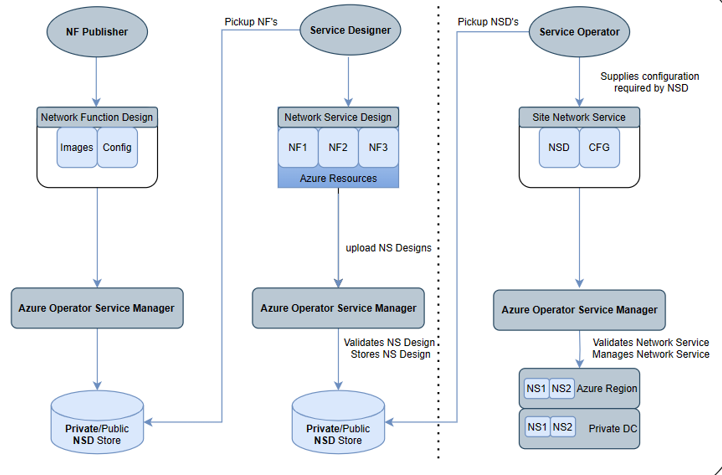 NF Publisher
Pickup NF's
Service Designer
Pickup NSD's
Service Operator
Supplies configuration
required by NSD
Network Function Design
Images
Config
Network Service Design
NF1
NF2
NF3
Azure Resources
Site Network Service
NSD
CFG
upload NS Designs
Azure Operator Service Manager
Azure Operator Service Manager
Azure Operator Service Manager
Validates NS Design
Stores NS Design
Validates Network Service
Manages Network Service
Private/Public
NSD Store
Private/Public
NSD Store
NS1
NS2
Azure Region
NS1
NS2
Private DC